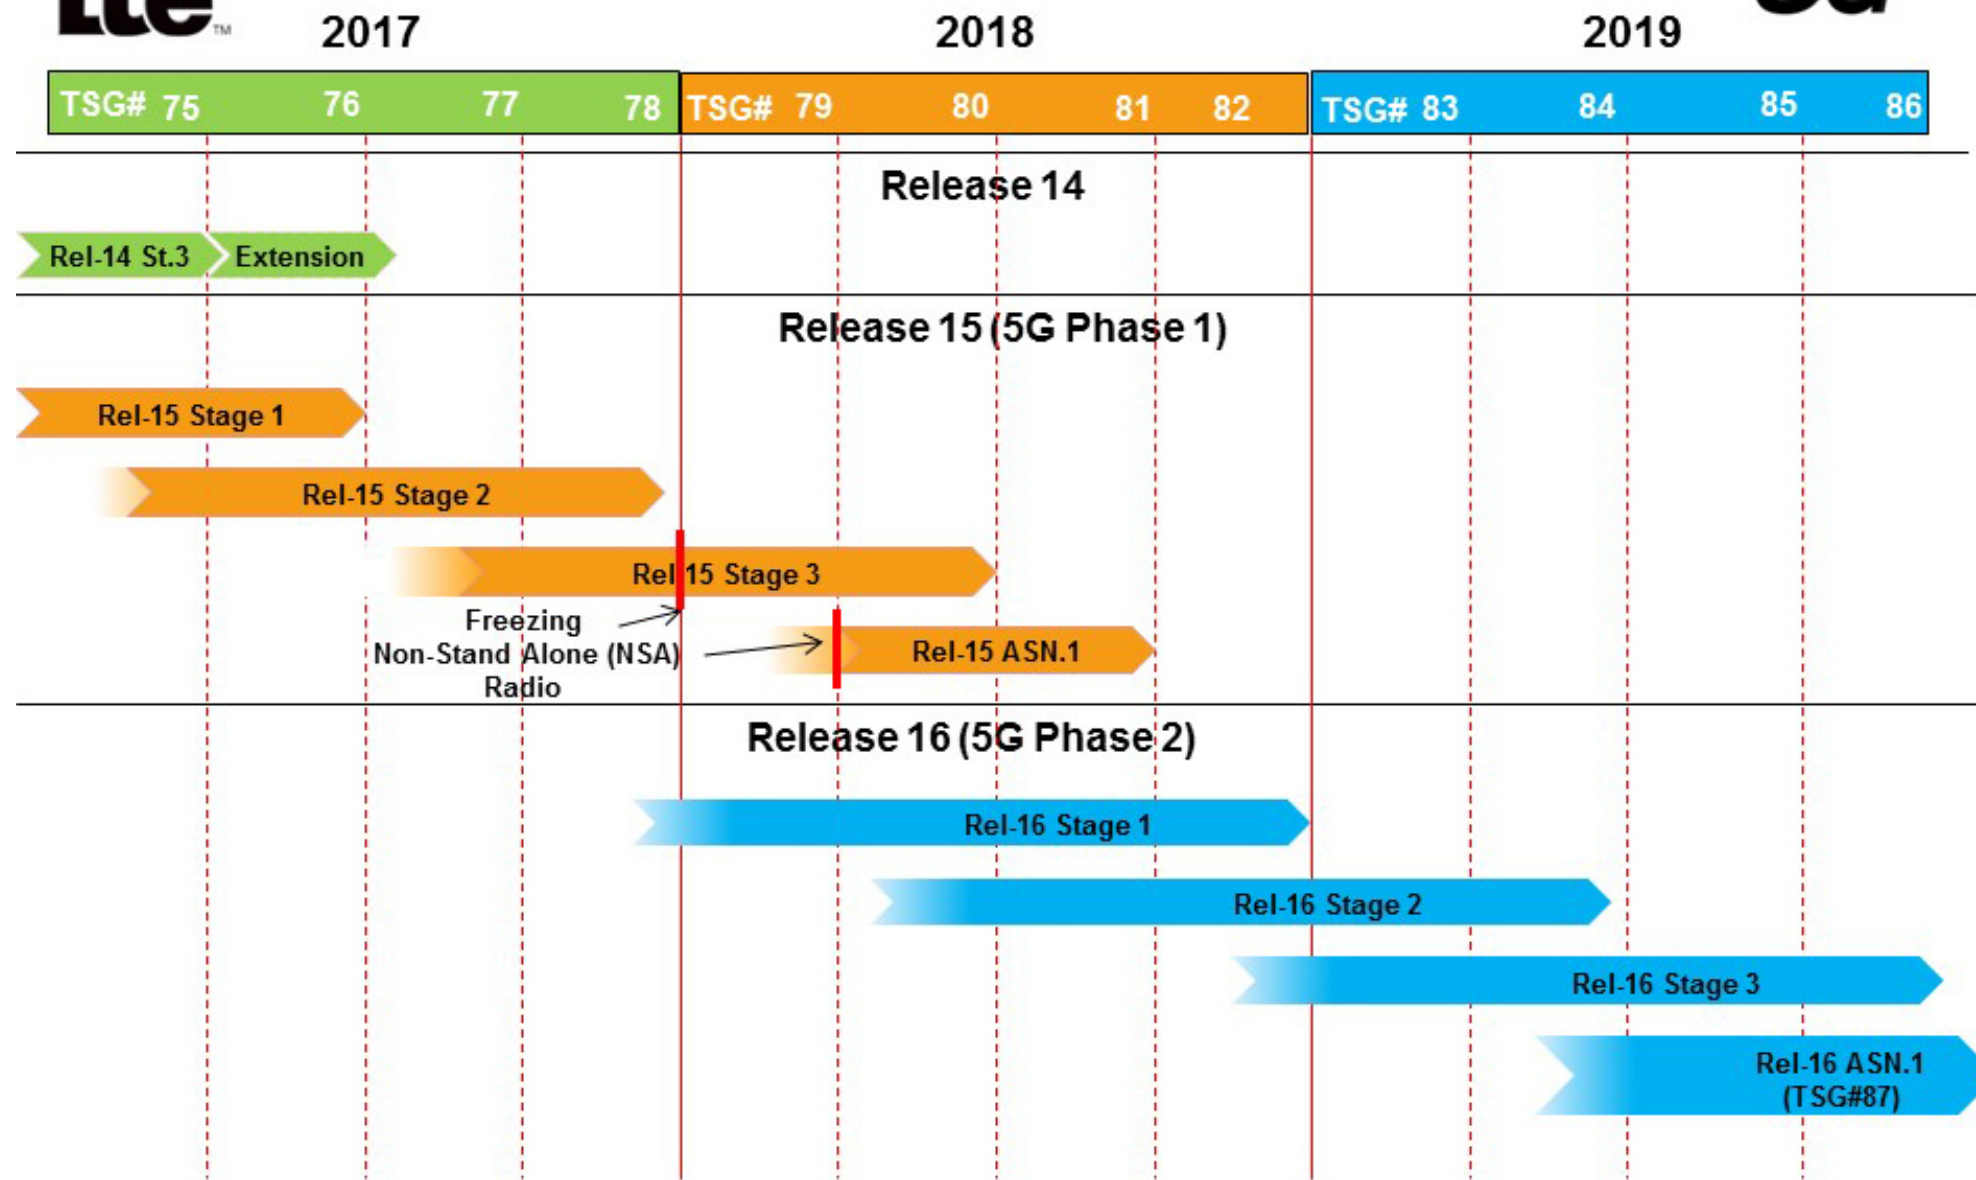 Lte
TM
2017 2018 2019
TSG# 75 76 77 78 TSG# 79 80 81 82 TSG# 83 84 85 86
Release 14
Rel-14 St.3 Extension
Release 15 (5G Phase 1)
Rel-15 Stage 1
Rel-15 Stage 2
Rel-15 Stage 3
Freezing
Non-Stand Alone (NSA)
Radio
Rel-15 ASN.1
Release 16 (5G Phase 2)
Rel-16 Stage 1
Rel-16 Stage 2
Rel-16 Stage 3
Rel-16 ASN.1
(TSG#87)